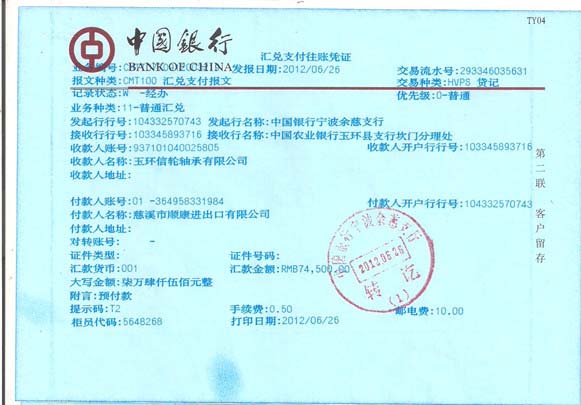 TY04
中国银行
BANK OF CHINA
汇兑支付往账凭证
发报日期:2012/06/26 交易流水号:293346035631
报文种类:CMT100 汇兑支付报文 交易种类:HVPS 贷记
记录状态:W -经办 优先级:0-普通
业务种类:11-普通汇兑
发起行行号:104332570743 发起行名称:中国银行宁波余慈支行
接收行行号:103345893716 接收行名称:中国农业银行玉环县支行坎门分理处
收款人账号:937101040025805 收款人开户行行号:103345893716
收款人名称:玉环信轮轴承有限公司
收款人地址:
付款人账号:01 -364958331984 付款人开户行行号:104332570743
付款人名称:慈溪市顺康进出口有限公司
付款人地址:
对转账号: -
证件类型: 证件号码:
汇款货币:001 汇款金额:RMB74,500.00
大写金额:柒万肆仟伍佰元整
附言:预付款
提示码:T2 手续费:0.50 邮电费:10.00
柜员代码:5648268 打印日期:2012/06/26
第二联 客户留存
中国银行宁波余慈支行
2012.06.26
转讫
(1)